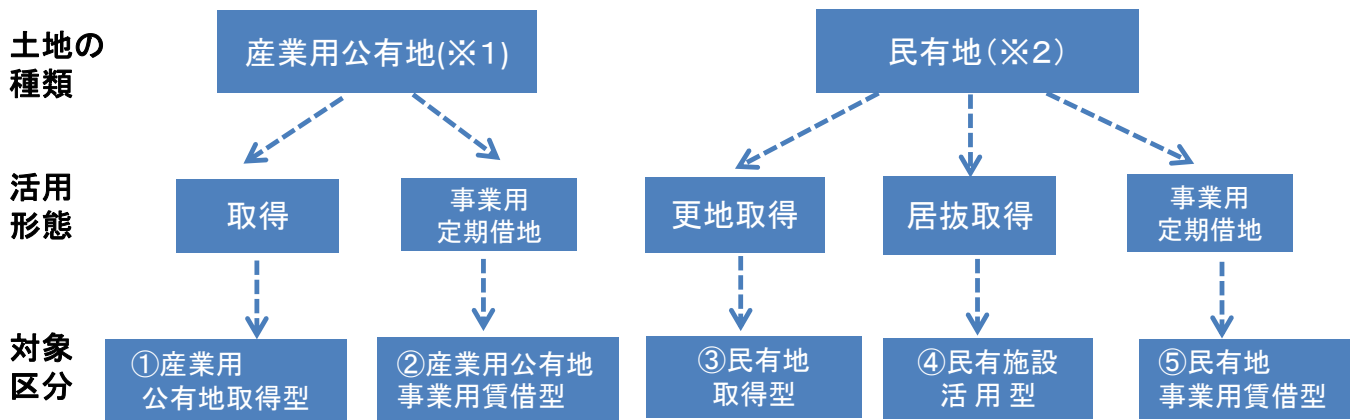 土地の
種類
産業用公有地(※1)
民有地(※2)
活用
形態
取得
事業用
定期借地
更地取得
居抜取得
事業用
定期借地
対象
区分
①産業用
公有地取得型
②産業用公有地
事業用賃借型
③民有地
取得型
④民有施設
活用型
⑤民有地
事業用賃借型